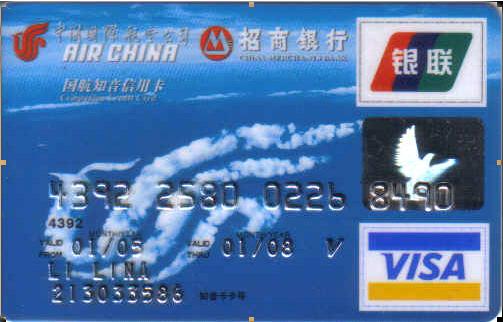 中国国际航空公司
AIR CHINA
招商银行
CHINA MERCHANTS BANK
银联
国航知音信用卡
Companion Credit Card
4392 2580 0226 8490
4392
MONTH/YEAR MONTH/YEAR
VALID FROM 01/05 VALID THRU 01/08 V
LI LINA
213033586 知音卡卡号
VISA